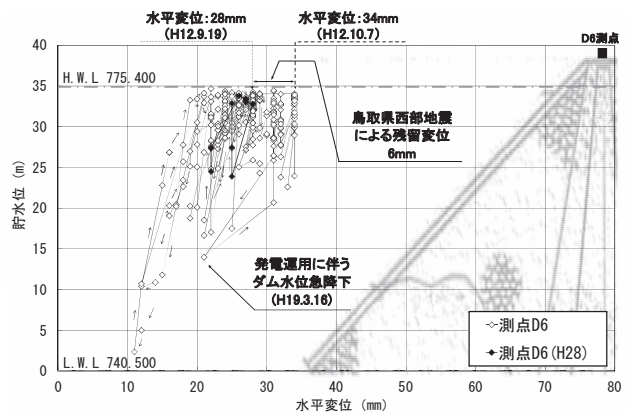 水平変位:28mm
(H12.9.19)
水平変位:34mm
(H12.10.7)
D6測点
H.W.L 775.400
鳥取県西部地震
による残留変位
6mm
発電運用に伴う
ダム水位急降下
(H19.3.16)
測点D6
測点D6(H28)
L.W.L 740.500
貯水位 (m)
40
35
30
25
20
15
10
5
0
0 10 20 30 40 50 60 70 80
水平変位 (mm)